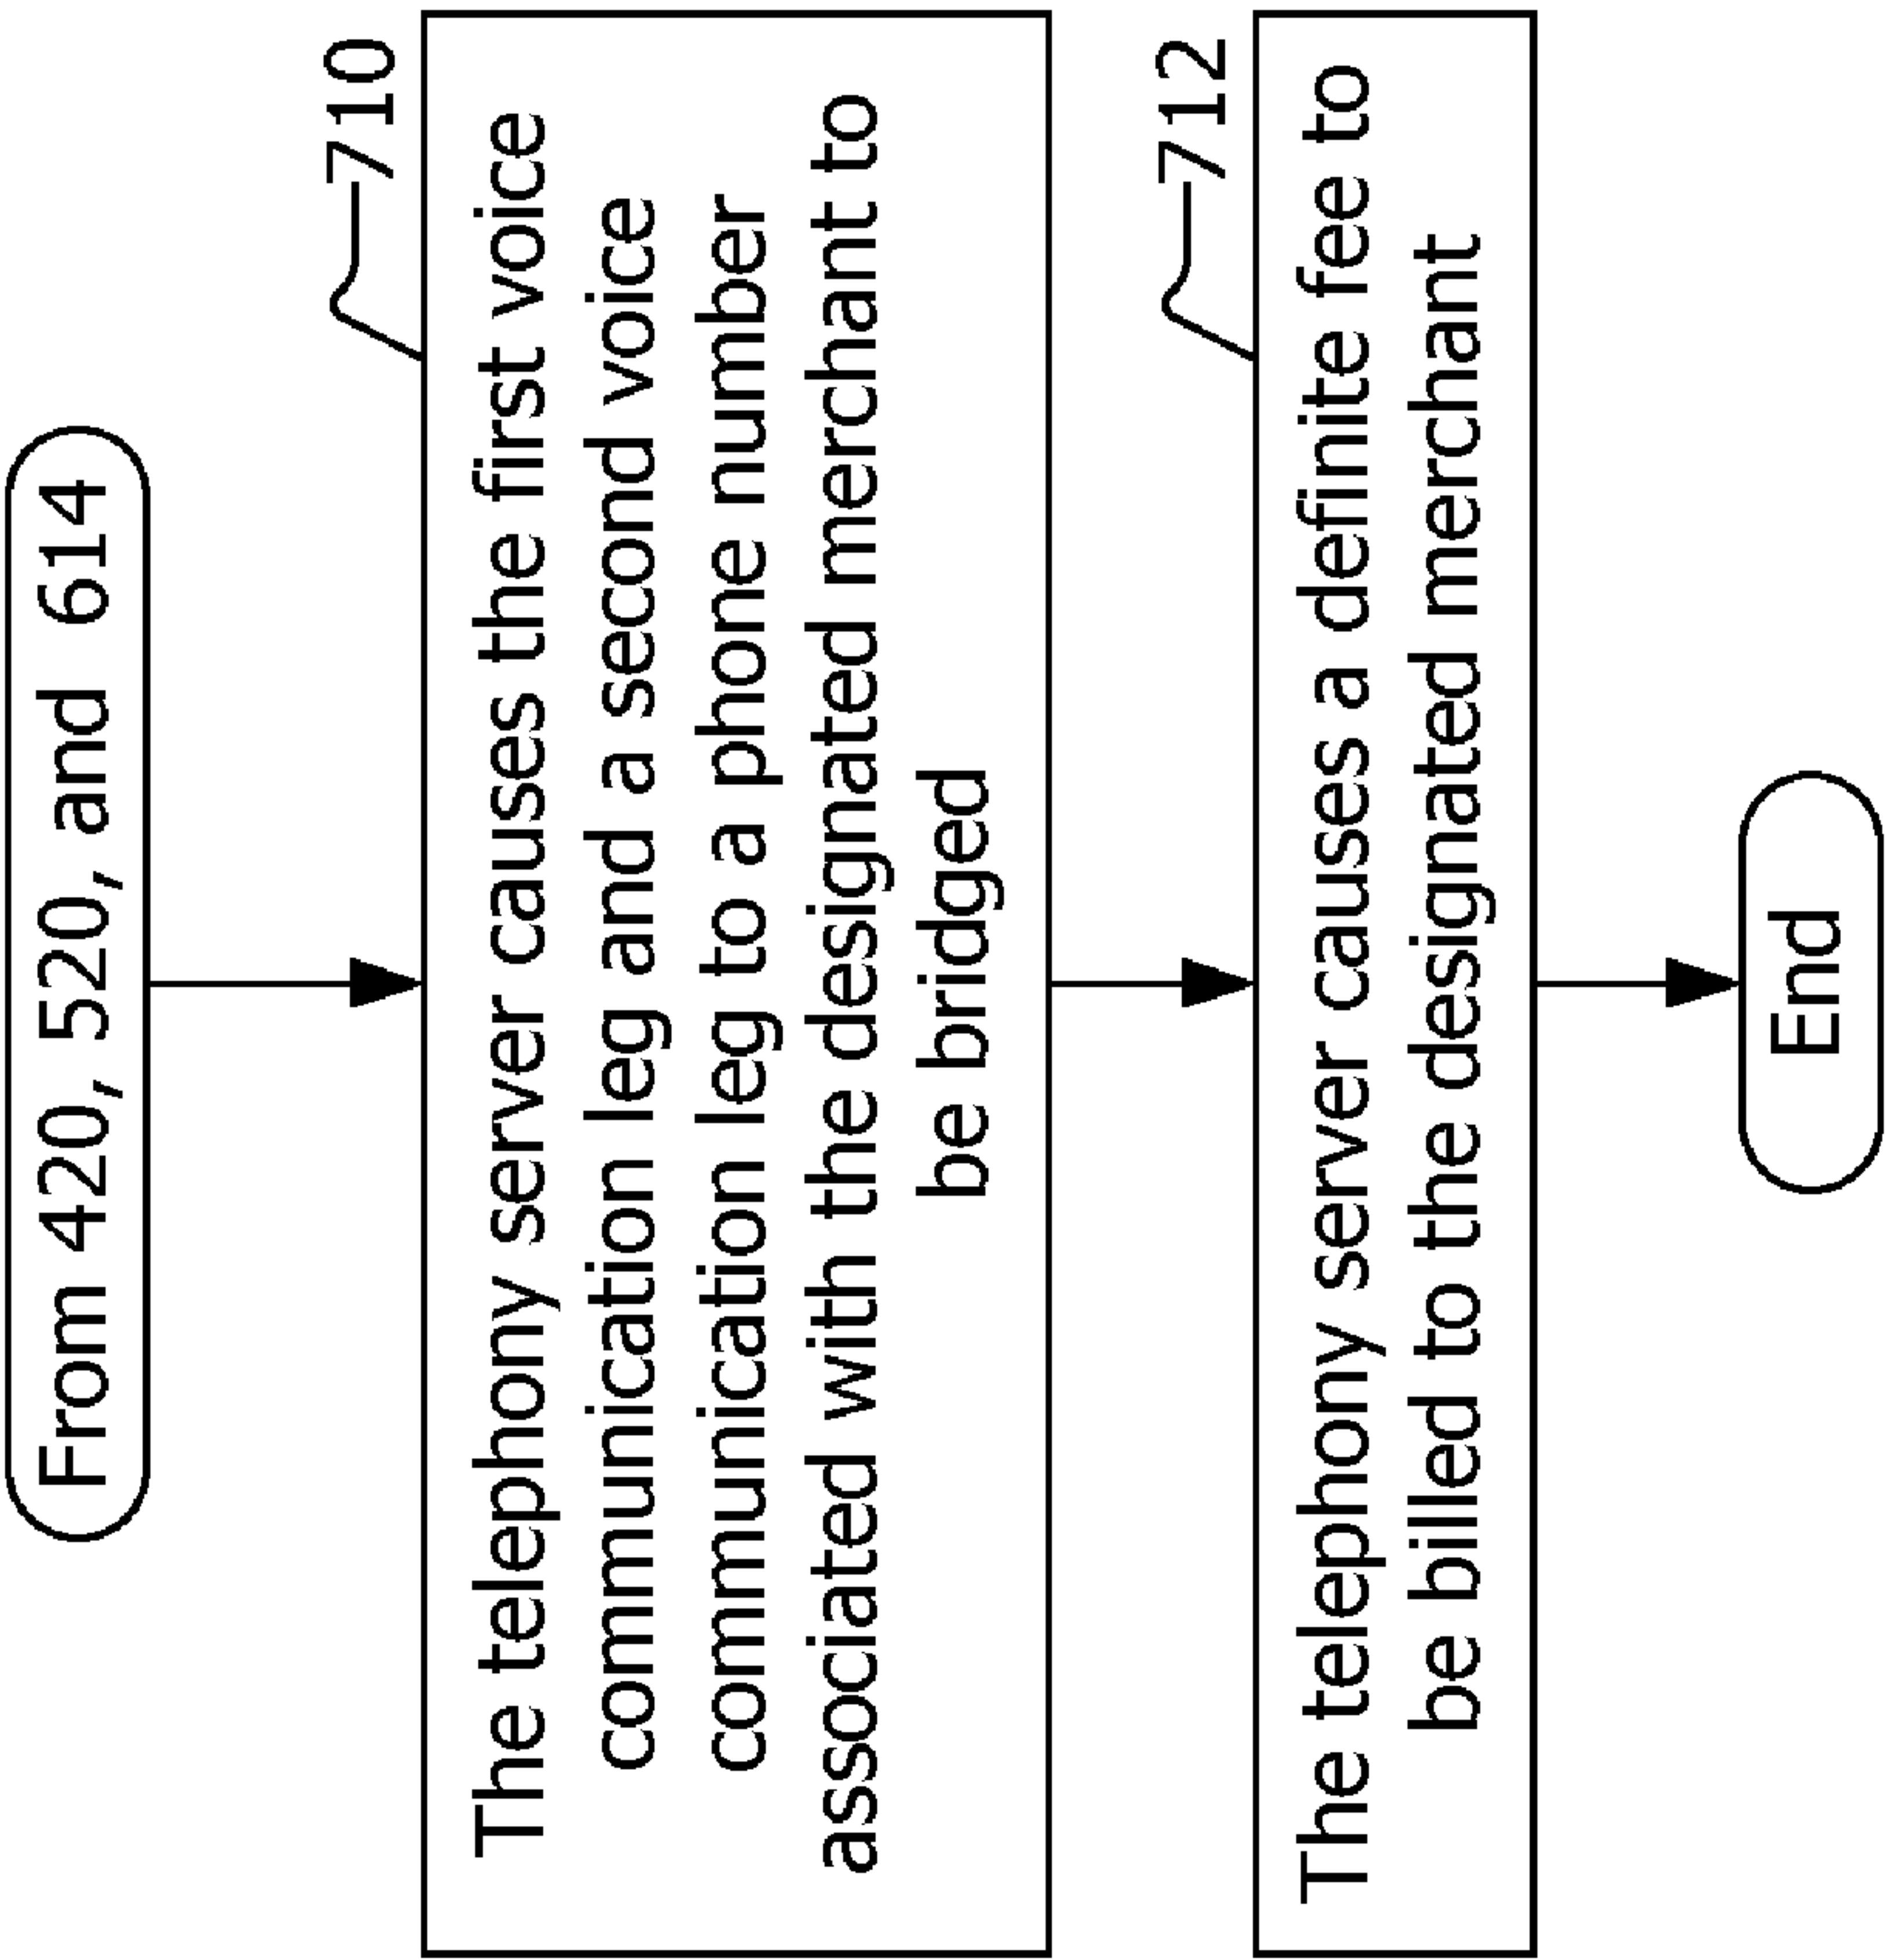 From 420, 520, and 614
710
The telephony server causes the first voice
communication leg and a second voice
communication leg to a phone number
associated with the designated merchant to
be bridged
712
The telephony server causes a definite fee to
be billed to the designated merchant
End